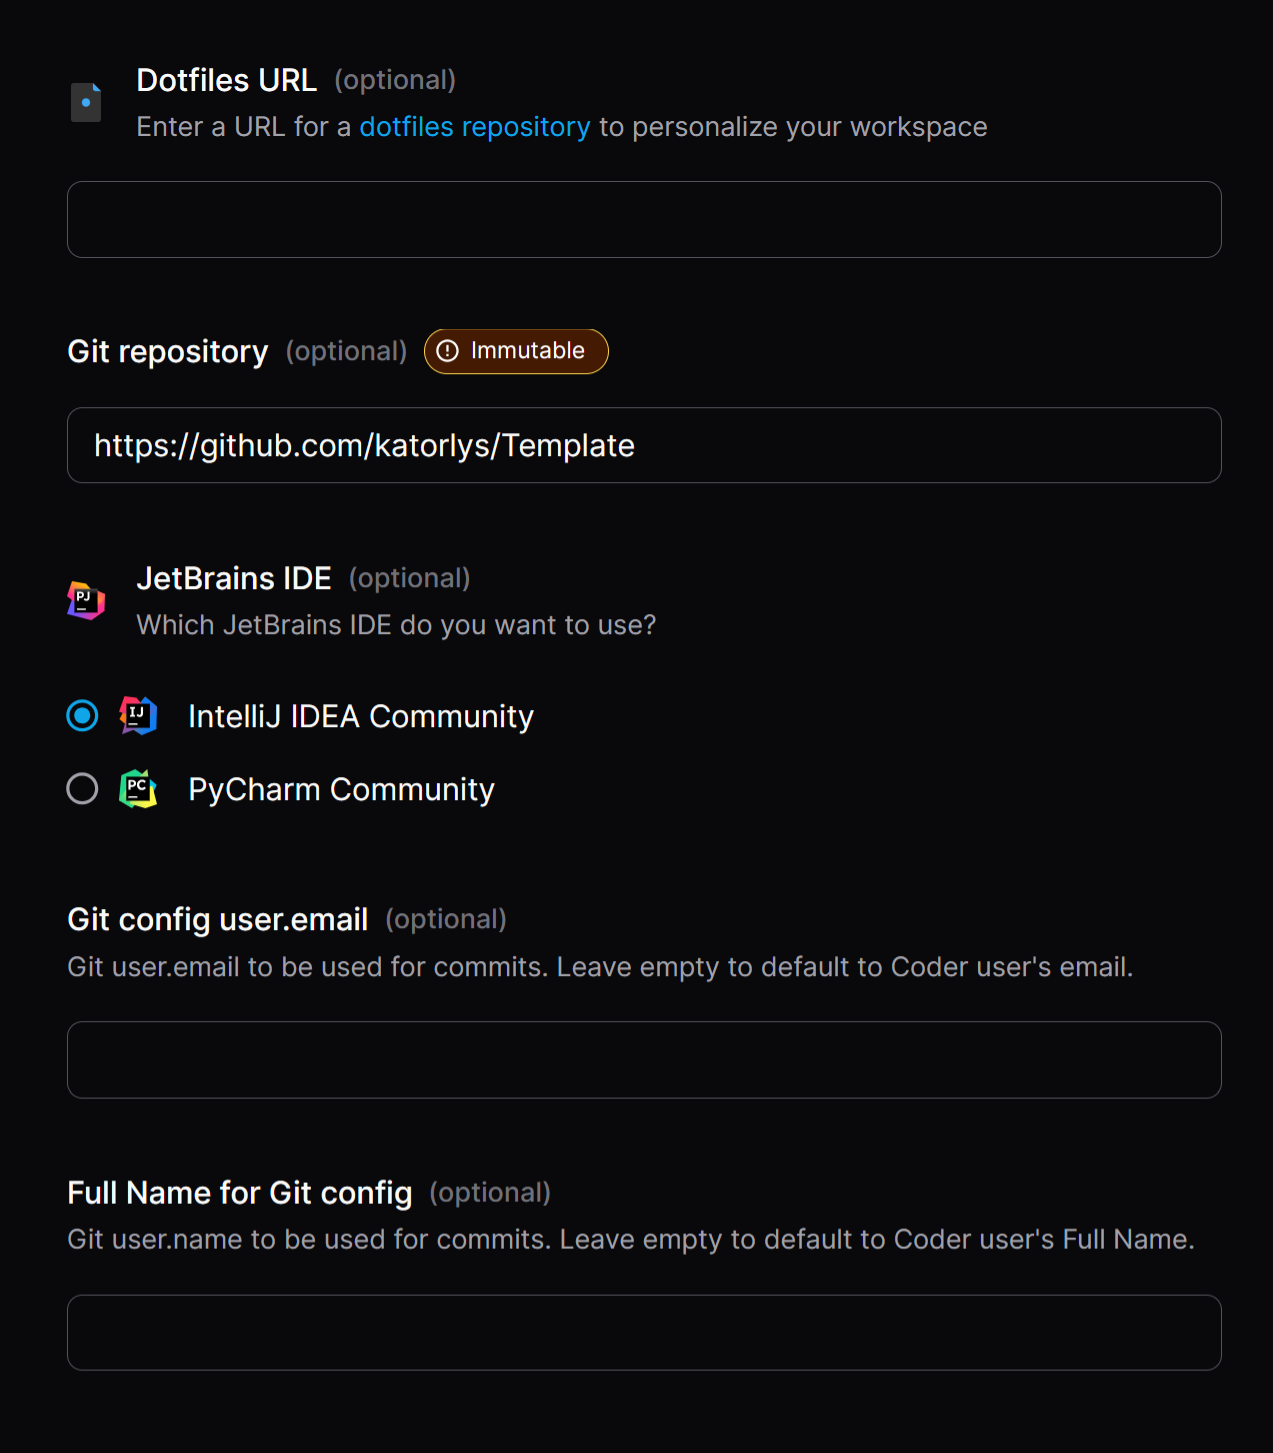 Dotfiles URL (optional)
Enter a URL for a dotfiles repository to personalize your workspace
Git repository (optional) Immutable
https://github.com/katorlys/Template
JetBrains IDE (optional)
PJ
Which JetBrains IDE do you want to use?
IJ IntelliJ IDEA Community
PC PyCharm Community
Git config user.email (optional)
Git user.email to be used for commits. Leave empty to default to Coder user's email.
Full Name for Git config (optional)
Git user.name to be used for commits. Leave empty to default to Coder user's Full Name.